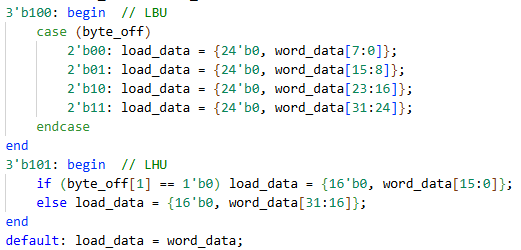 3'b100: begin  // LBU
    case (byte_off)
        2'b00: load_data = {24'b0, word_data[7:0]};
        2'b01: load_data = {24'b0, word_data[15:8]};
        2'b10: load_data = {24'b0, word_data[23:16]};
        2'b11: load_data = {24'b0, word_data[31:24]};
    endcase
end
3'b101: begin  // LHU
    if (byte_off[1] == 1'b0) load_data = {16'b0, word_data[15:0]};
    else load_data = {16'b0, word_data[31:16]};
end
default: load_data = word_data;